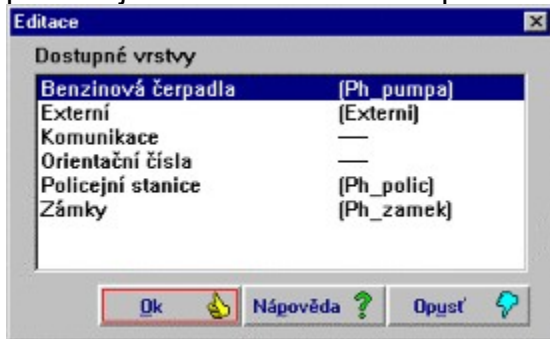 Editace
Dostupné vrstvy
Benzinová čerpadla (Ph_pumpa)
Externí (Externi)
Komunikace —
Orientační čísla —
Policejní stanice (Ph_polic)
Zámky (Ph_zamek)
Ok Nápověda ? Opusť